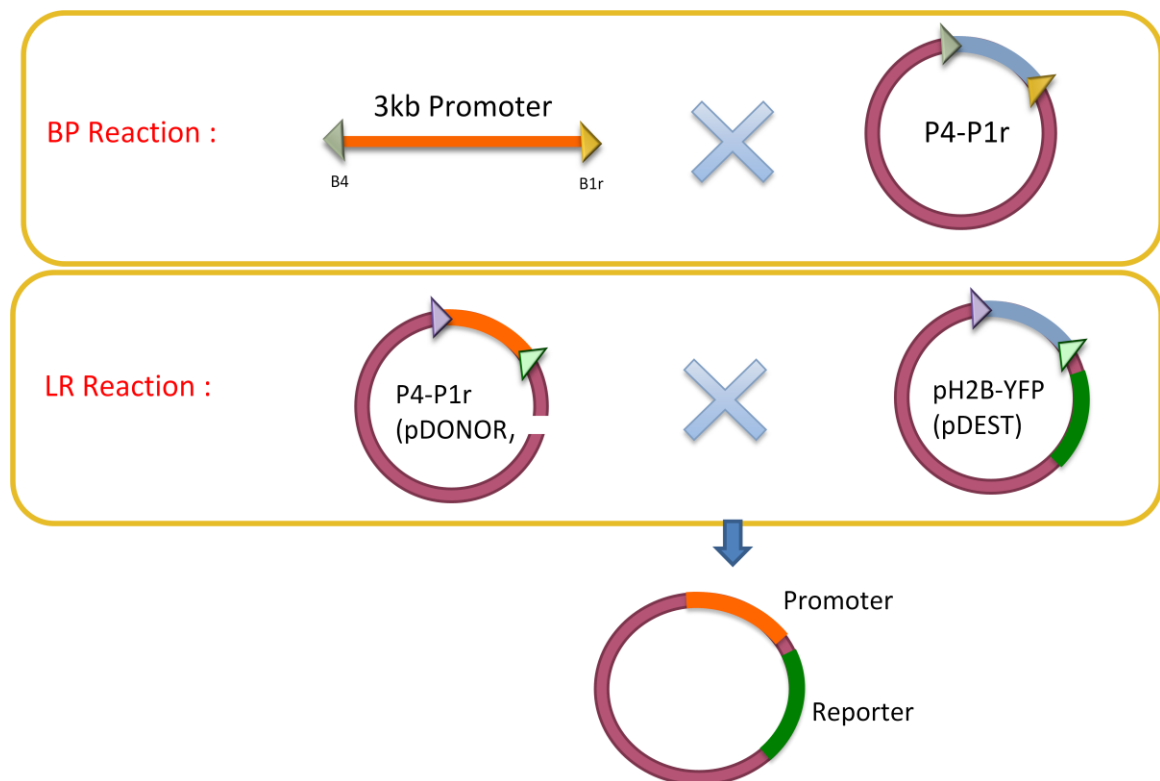 BP Reaction :
3kb Promoter
B4
B1r
P4-P1r
LR Reaction :
P4-P1r
(pDONOR,
pH2B-YFP
(pDEST)
Promoter
Reporter